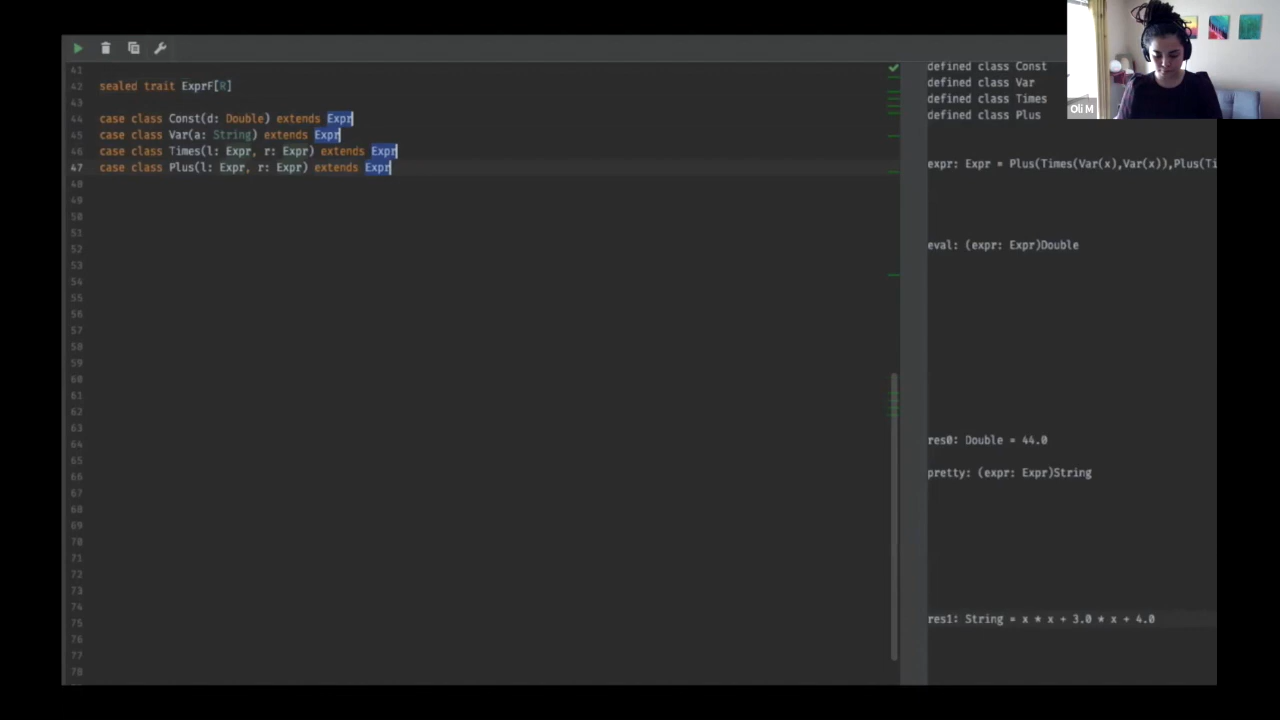 41
42 sealed trait ExprF[R]
43
44 case class Const(d: Double) extends Expr
45 case class Var(a: String) extends Expr
46 case class Times(l: Expr, r: Expr) extends Expr
47 case class Plus(l: Expr, r: Expr) extends Expr
48
49
50
51
52
53
54
55
56
57
58
59
60
61
62
63
64
65
66
67
68
69
70
71
72
73
74
75
76
77
78
defined class Const
defined class Var
defined class Times
defined class Plus
expr: Expr = Plus(Times(Var(x),Var(x)),Plus(Ti
eval: (expr: Expr)Double
res0: Double = 44.0
pretty: (expr: Expr)String
res1: String = x * x + 3.0 * x + 4.0
Oli M